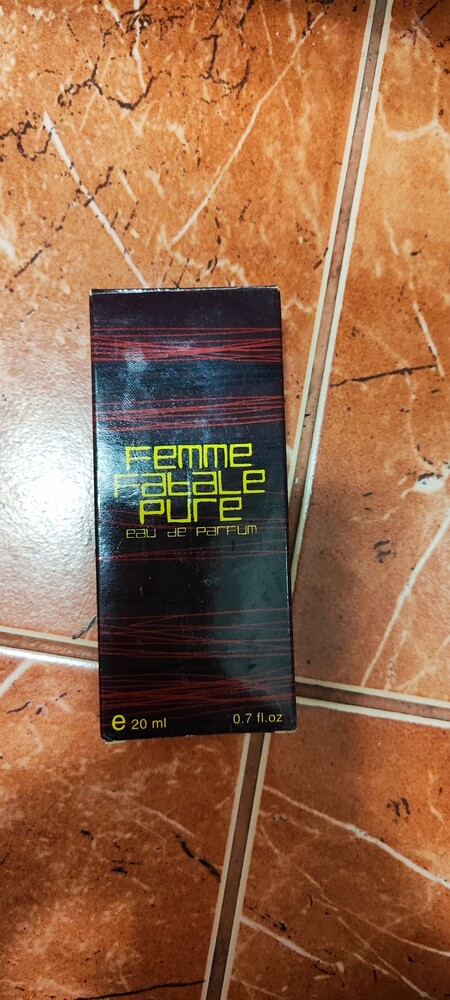 Femme
Fatale
Pure
eau de parfum
e 20 ml 0.7 fl.oz